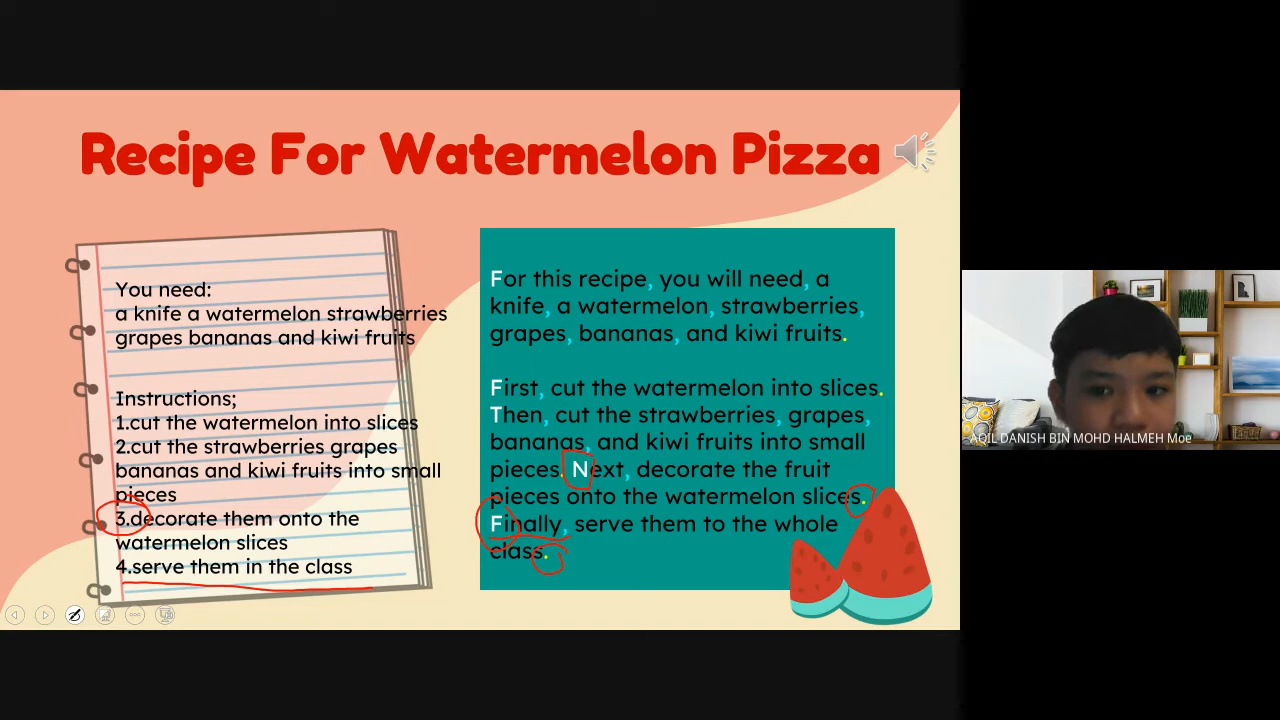 Recipe For Watermelon Pizza
You need:
a knife a watermelon strawberries
grapes bananas and kiwi fruits
Instructions;
1.cut the watermelon into slices
2.cut the strawberries grapes
bananas and kiwi fruits into small
pieces
3.decorate them onto the
watermelon slices
4.serve them in the class
For this recipe, you will need, a
knife, a watermelon, strawberries,
grapes, bananas, and kiwi fruits.
First, cut the watermelon into slices.
Then, cut the strawberries, grapes,
bananas, and kiwi fruits into small
pieces. Next, decorate the fruit
pieces onto the watermelon slices.
Finally, serve them to the whole
class.
AQIL DANISH BIN MOHD HALMEH Moe